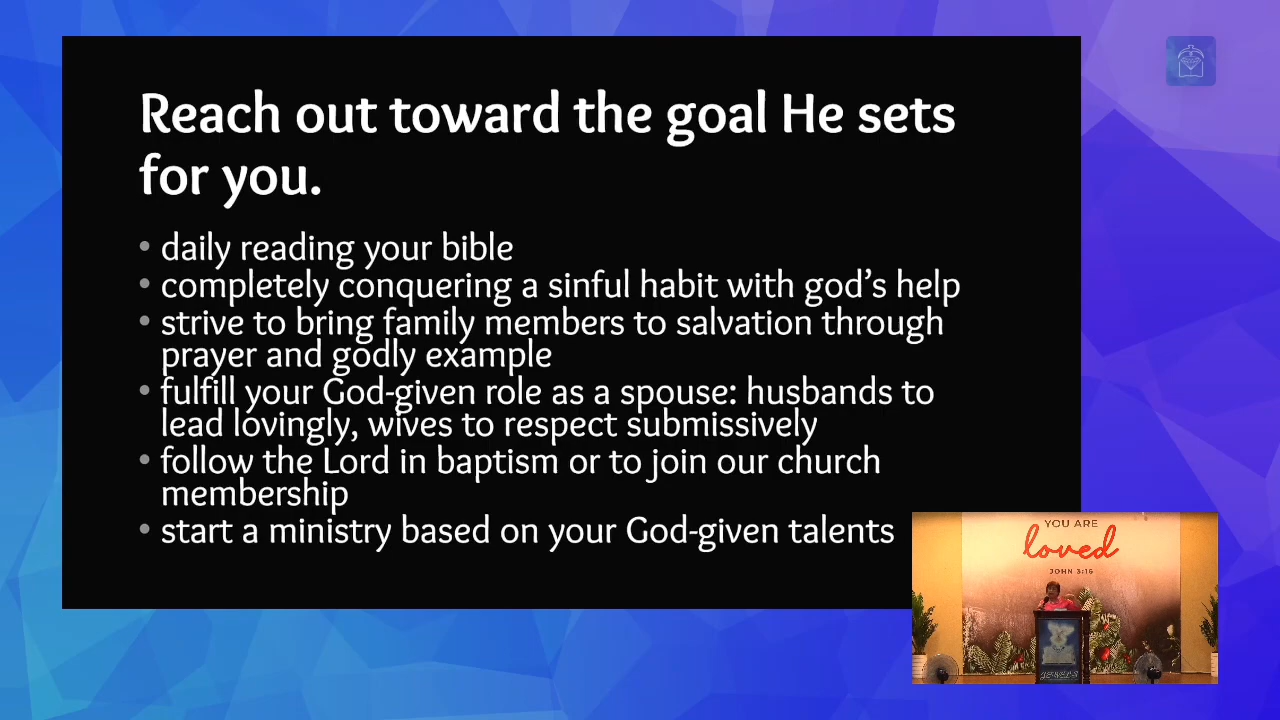 Reach out toward the goal He sets
for you.
• daily reading your bible
• completely conquering a sinful habit with god’s help
• strive to bring family members to salvation through
prayer and godly example
• fulfill your God-given role as a spouse: husbands to
lead lovingly, wives to respect submissively
• follow the Lord in baptism or to join our church
membership
• start a ministry based on your God-given talents
YOU ARE
loved
JOHN 3:16
JEWELS